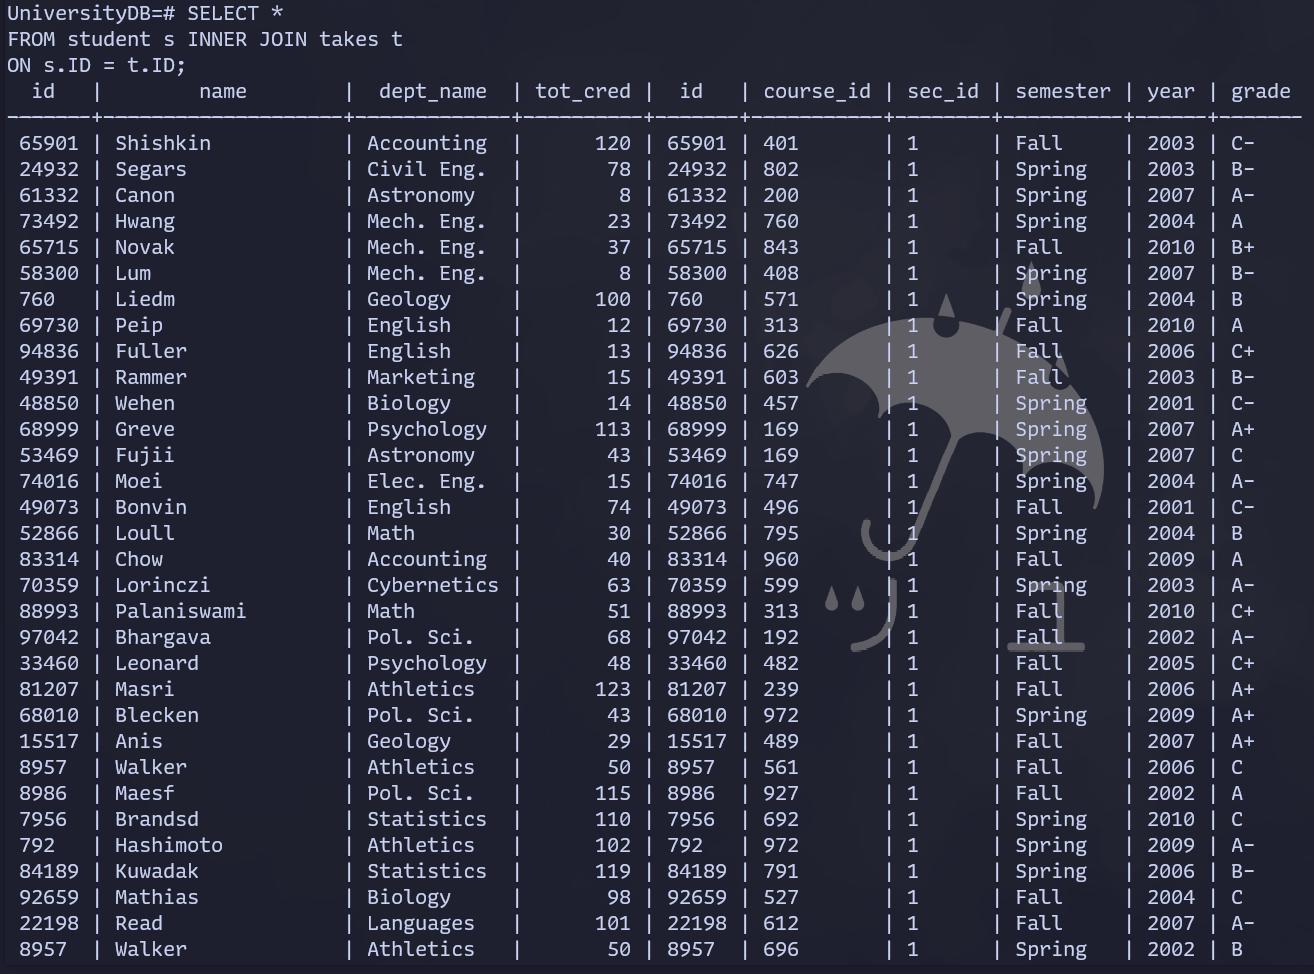 UniversityDB=# SELECT *
FROM student s INNER JOIN takes t
ON s.ID = t.ID;
  id   |        name        |  dept_name  | tot_cred |  id   | course_id | sec_id | semester | year | grade
-------+--------------------+-------------+----------+-------+-----------+--------+----------+------+-------
 65901 | Shishkin           | Accounting  |      120 | 65901 | 401       | 1      | Fall     | 2003 | C-
 24932 | Segars             | Civil Eng.  |       78 | 24932 | 802       | 1      | Spring   | 2003 | B-
 61332 | Canon              | Astronomy   |        8 | 61332 | 200       | 1      | Spring   | 2007 | A-
 73492 | Hwang              | Mech. Eng.  |       23 | 73492 | 760       | 1      | Spring   | 2004 | A
 65715 | Novak              | Mech. Eng.  |       37 | 65715 | 843       | 1      | Fall     | 2010 | B+
 58300 | Lum                | Mech. Eng.  |        8 | 58300 | 408       | 1      | Spring   | 2007 | B-
 760   | Liedm              | Geology     |      100 | 760   | 571       | 1      | Spring   | 2004 | B
 69730 | Peip               | English     |       12 | 69730 | 313       | 1      | Fall     | 2010 | A
 94836 | Fuller             | English     |       13 | 94836 | 626       | 1      | Fall     | 2006 | C+
 49391 | Rammer             | Marketing   |       15 | 49391 | 603       | 1      | Fall     | 2003 | B-
 48850 | Wehen              | Biology     |       14 | 48850 | 457       | 1      | Spring   | 2001 | C-
 68999 | Greve              | Psychology  |      113 | 68999 | 169       | 1      | Spring   | 2007 | A+
 53469 | Fujii              | Astronomy   |       43 | 53469 | 169       | 1      | Spring   | 2007 | C
 74016 | Moei               | Elec. Eng.  |       15 | 74016 | 747       | 1      | Spring   | 2004 | A-
 49073 | Bonvin             | English     |       74 | 49073 | 496       | 1      | Fall     | 2001 | C-
 52866 | Loull              | Math        |       30 | 52866 | 795       | 1      | Spring   | 2004 | B
 83314 | Chow               | Accounting  |       40 | 83314 | 960       | 1      | Fall     | 2009 | A
 70359 | Lorinczi           | Cybernetics |       63 | 70359 | 599       | 1      | Spring   | 2003 | A-
 88993 | Palaniswami        | Math        |       51 | 88993 | 313       | 1      | Fall     | 2010 | C+
 97042 | Bhargava           | Pol. Sci.   |       68 | 97042 | 192       | 1      | Fall     | 2002 | A-
 33460 | Leonard            | Psychology  |       48 | 33460 | 482       | 1      | Fall     | 2005 | C+
 81207 | Masri              | Athletics   |      123 | 81207 | 239       | 1      | Fall     | 2006 | A+
 68010 | Blecken            | Pol. Sci.   |       43 | 68010 | 972       | 1      | Spring   | 2009 | A+
 15517 | Anis               | Geology     |       29 | 15517 | 489       | 1      | Fall     | 2007 | A+
 8957  | Walker             | Athletics   |       50 | 8957  | 561       | 1      | Fall     | 2006 | C
 8986  | Maesf              | Pol. Sci.   |      115 | 8986  | 927       | 1      | Fall     | 2002 | A
 7956  | Brandsd            | Statistics  |      110 | 7956  | 692       | 1      | Spring   | 2010 | C
 792   | Hashimoto          | Athletics   |      102 | 792   | 972       | 1      | Spring   | 2009 | A-
 84189 | Kuwadak            | Statistics  |      119 | 84189 | 791       | 1      | Spring   | 2006 | B-
 92659 | Mathias            | Biology     |       98 | 92659 | 527       | 1      | Fall     | 2004 | C
 22198 | Read               | Languages   |      101 | 22198 | 612       | 1      | Fall     | 2007 | A-
 8957  | Walker             | Athletics   |       50 | 8957  | 696       | 1      | Spring   | 2002 | B